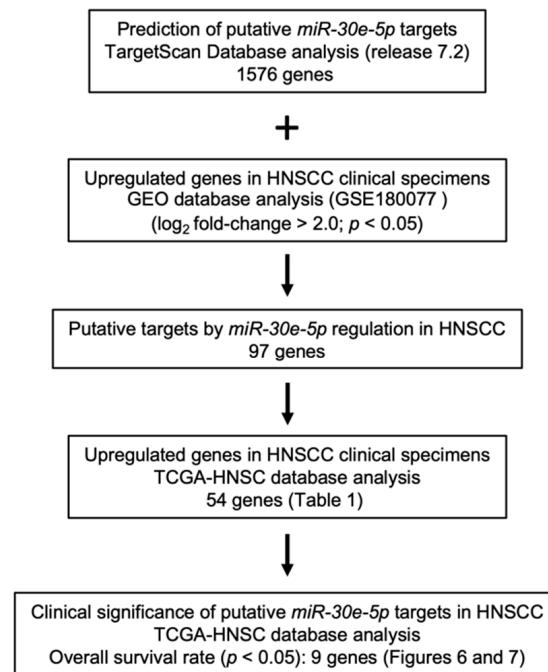 Prediction of putative miR-30e-5p targets
TargetScan Database analysis (release 7.2)
1576 genes
+
Upregulated genes in HNSCC clinical specimens
GEO database analysis (GSE180077 )
(log₂ fold-change > 2.0; p < 0.05)
Putative targets by miR-30e-5p regulation in HNSCC
97 genes
Upregulated genes in HNSCC clinical specimens
TCGA-HNSC database analysis
54 genes (Table 1)
Clinical significance of putative miR-30e-5p targets in HNSCC
TCGA-HNSC database analysis
Overall survival rate (p < 0.05): 9 genes (Figures 6 and 7)